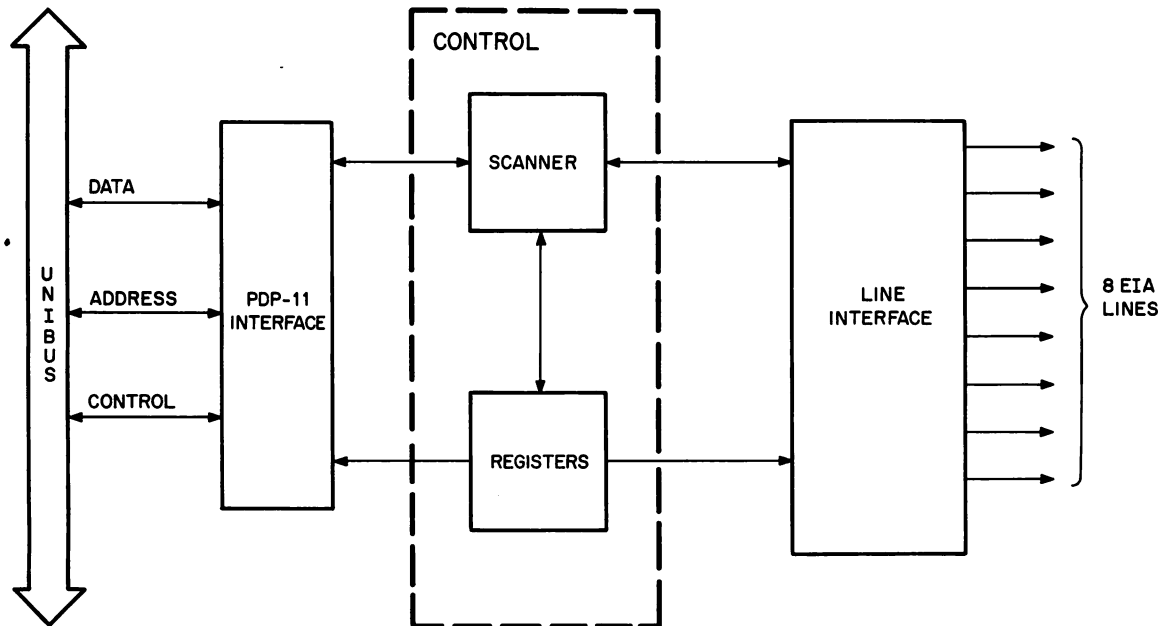 CONTROL
SCANNER
DATA
UNIBUS
ADDRESS
PDP-11
INTERFACE
LINE
INTERFACE
8 EIA
LINES
CONTROL
REGISTERS